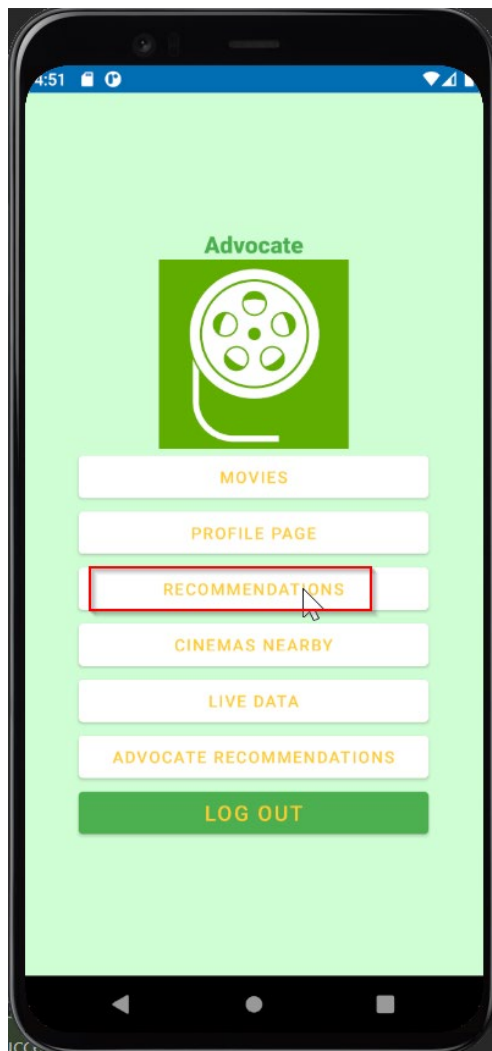 4:51
Advocate
MOVIES
PROFILE PAGE
RECOMMENDATIONS
CINEMAS NEARBY
LIVE DATA
ADVOCATE RECOMMENDATIONS
LOG OUT